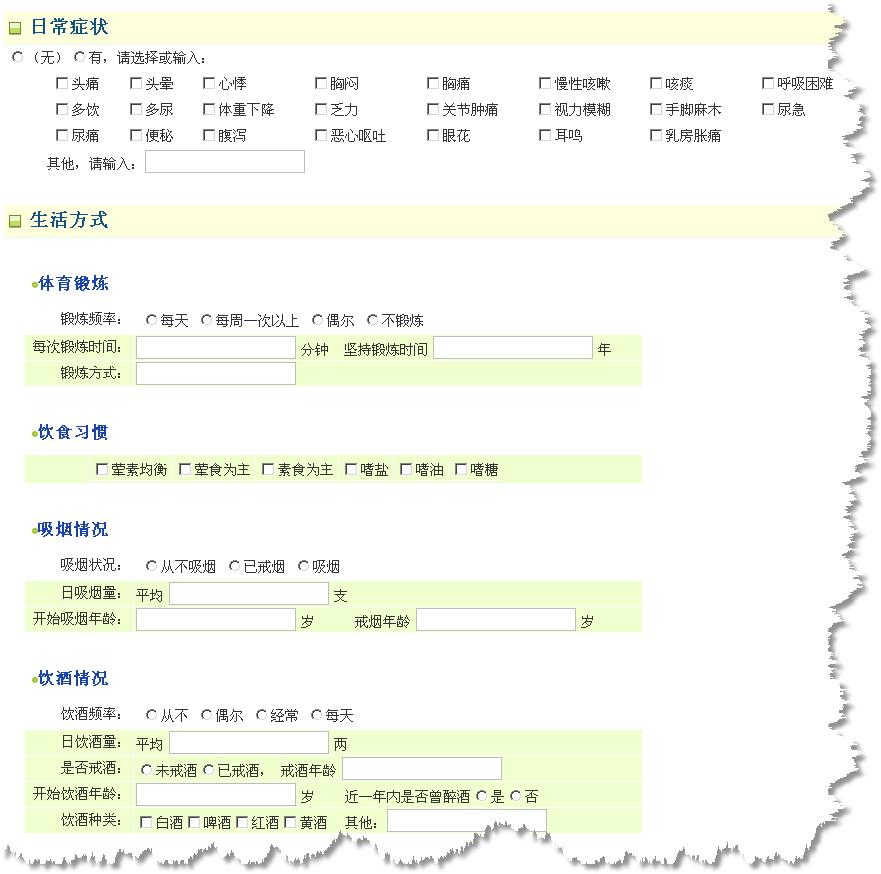 日常症状
（无） 有，请选择或输入：
头痛 头晕 心悸 胸闷 胸痛 慢性咳嗽 咳痰 呼吸困难
多饮 多尿 体重下降 乏力 关节肿痛 视力模糊 手脚麻木 尿急
尿痛 便秘 腹泻 恶心呕吐 眼花 耳鸣 乳房胀痛
其他，请输入：
生活方式
体育锻炼
锻炼频率： 每天 每周一次以上 偶尔 不锻炼
每次锻炼时间： 分钟 坚持锻炼时间 年
锻炼方式：
饮食习惯
荤素均衡 荤食为主 素食为主 嗜盐 嗜油 嗜糖
吸烟情况
吸烟状况： 从不吸烟 已戒烟 吸烟
日吸烟量： 平均 支
开始吸烟年龄： 岁 戒烟年龄 岁
饮酒情况
饮酒频率： 从不 偶尔 经常 每天
日饮酒量： 平均 两
是否戒酒： 未戒酒 已戒酒， 戒酒年龄
开始饮酒年龄： 岁 近一年内是否曾醉酒 是 否
饮酒种类： 白酒 啤酒 红酒 黄酒 其他：